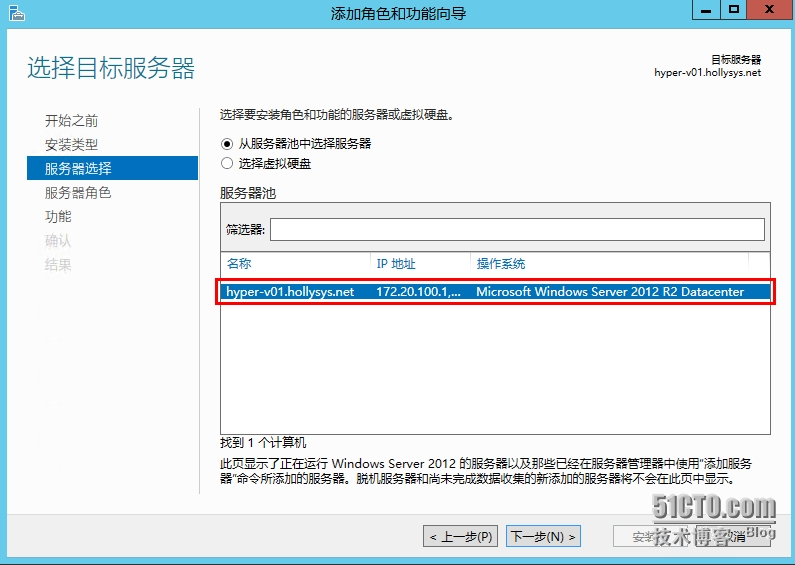 添加角色和功能向导
选择目标服务器
目标服务器
hyper-v01.hollysys.net
开始之前
安装类型
服务器选择
服务器角色
功能
确认
结果
选择要安装角色和功能的服务器或虚拟硬盘。
从服务器池中选择服务器
选择虚拟硬盘
服务器池
筛选器:
名称 IP 地址 操作系统
hyper-v01.hollysys.net 172.20.100.1,... Microsoft Windows Server 2012 R2 Datacenter
找到 1 个计算机
此页显示了正在运行 Windows Server 2012 的服务器以及那些已经在服务器管理器中使用"添加服务
器"命令所添加的服务器。脱机服务器和尚未完成数据收集的新添加的服务器将不会在此页中显示。
< 上一步(P) 下一步(N) > 安装 取消
51CTO.com
技术博客 Blog